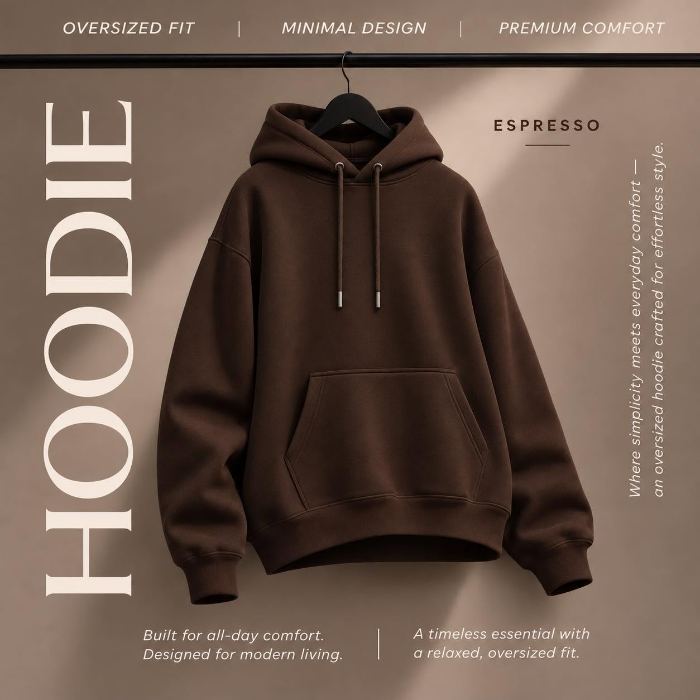 OVERSIZED FIT | MINIMAL DESIGN | PREMIUM COMFORT
HOODIE
ESPRESSO
Where simplicity meets everyday comfort —
an oversized hoodie crafted for effortless style.
Built for all-day comfort.
Designed for modern living.
A timeless essential with
a relaxed, oversized fit.